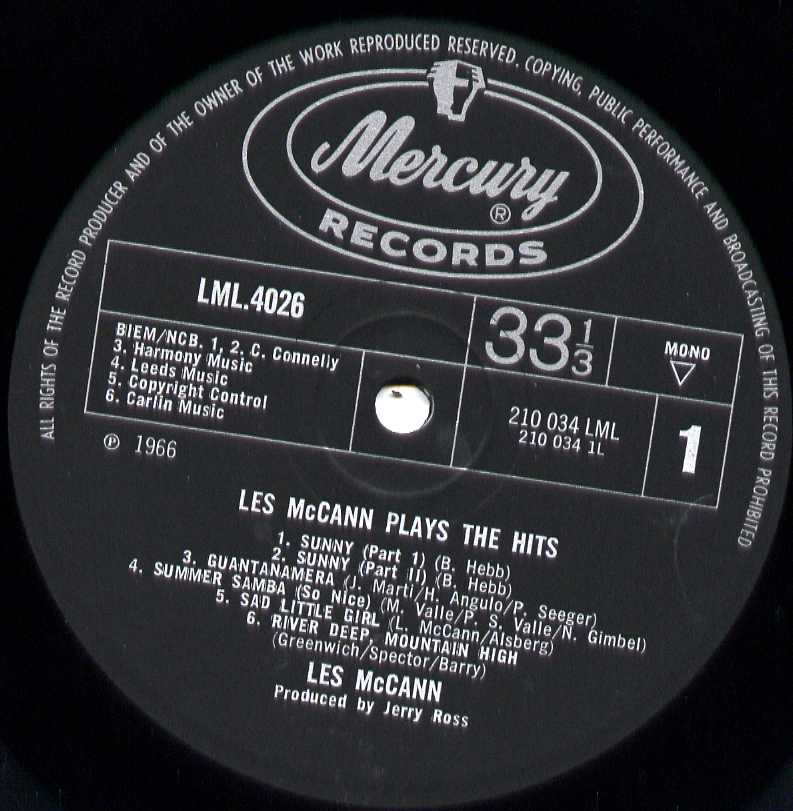 ALL RIGHTS OF THE RECORD PRODUCER AND OF THE OWNER OF THE WORK REPRODUCED RESERVED. COPYING, PUBLIC PERFORMANCE AND BROADCASTING OF THIS RECORD PROHIBITED
Mercury
®
RECORDS
LML.4026
33 1/3
MONO
BIEM/NCB. 1, 2. C. Connelly
3. Harmony Music
4. Leeds Music
5. Copyright Control
6. Carlin Music
210 034 LML
210 034 1L
1
℗ 1966
LES McCANN PLAYS THE HITS
1. SUNNY (Part 1) (B. Hebb)
2. SUNNY (Part II) (B. Hebb)
3. GUANTANAMERA (J. Marti/H. Angulo/P. Seeger)
4. SUMMER SAMBA (So Nice) (M. Valle/P. S. Valle/N. Gimbel)
5. SAD LITTLE GIRL (L. McCann/Alsberg)
6. RIVER DEEP, MOUNTAIN HIGH
(Greenwich/Spector/Barry)
LES McCANN
Produced by Jerry Ross